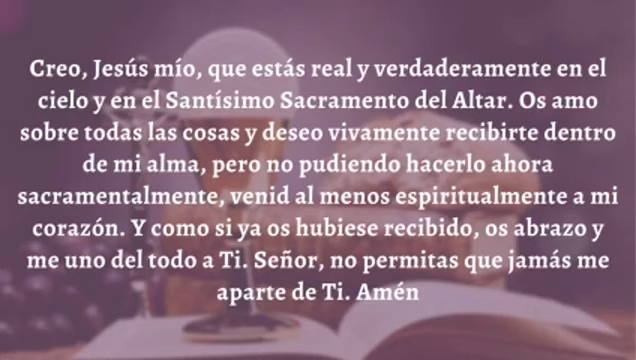 Creo, Jesús mío, que estás real y verdaderamente en el
cielo y en el Santísimo Sacramento del Altar. Os amo
sobre todas las cosas y deseo vivamente recibirte dentro
de mi alma, pero no pudiendo hacerlo ahora
sacramentalmente, venid al menos espiritualmente a mi
corazón. Y como si ya os hubiese recibido, os abrazo y
me uno del todo a Ti. Señor, no permitas que jamás me
aparte de Ti. Amén